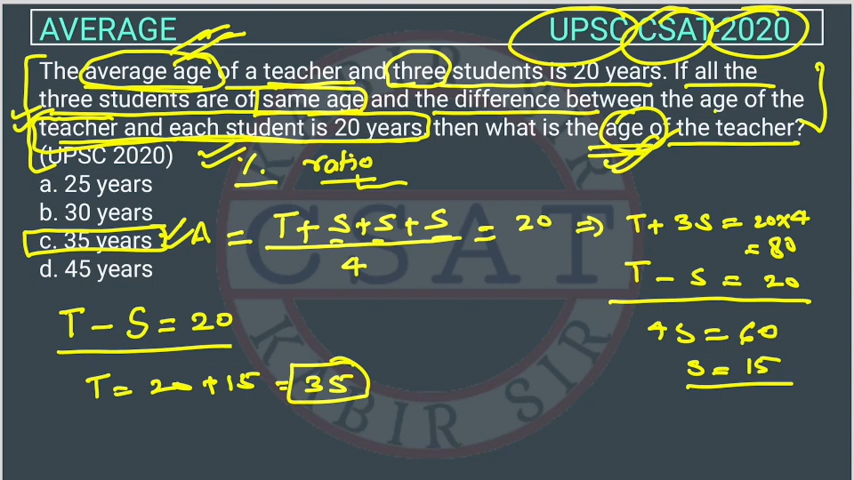 AVERAGE
UPSC CSAT 2020
The average age of a teacher and three students is 20 years. If all the
three students are of same age and the difference between the age of the
teacher and each student is 20 years, then what is the age of the teacher?
(UPSC 2020)
% ratio
a. 25 years
b. 30 years
c. 35 years
d. 45 years
A = T + S + S + S / 4 = 20 ⇒ T + 3S = 20×4
= 80
T - S = 20
4S = 60
S = 15
T - S = 20
T = 20 + 15 = 35
CSAT
KABIR SIR